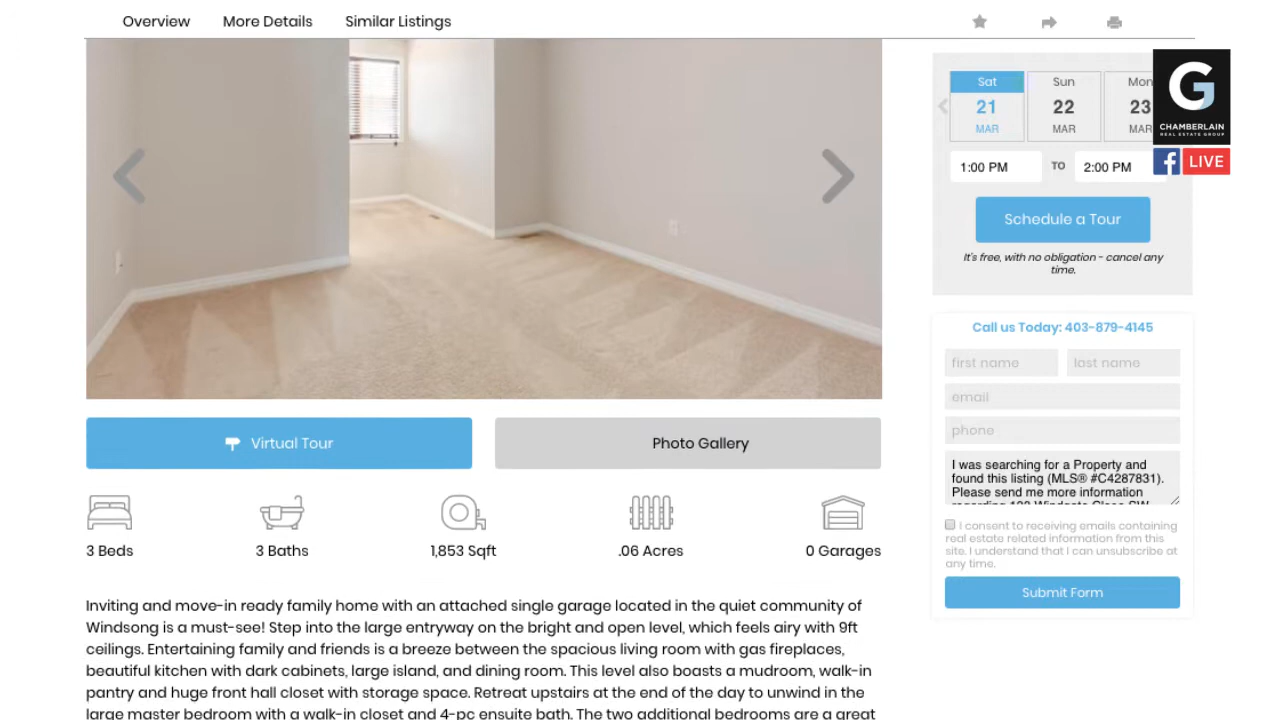 Overview More Details Similar Listings
Sat Sun Mon
21 22 23
MAR MAR MAR
G
CHAMBERLAIN
REAL ESTATE GROUP
f LIVE
1:00 PM TO 2:00 PM
Schedule a Tour
It's free, with no obligation - cancel any
time.
Call us Today: 403-879-4145
first name last name
email
phone
I was searching for a Property and
found this listing (MLS® #C4287831).
Please send me more information
I consent to receiving emails containing
real estate related information from this
site. I understand that I can unsubscribe at
any time.
Submit Form
Virtual Tour Photo Gallery
3 Beds 3 Baths 1,853 Sqft .06 Acres 0 Garages
Inviting and move-in ready family home with an attached single garage located in the quiet community of
Windsong is a must-see! Step into the large entryway on the bright and open level, which feels airy with 9ft
ceilings. Entertaining family and friends is a breeze between the spacious living room with gas fireplaces,
beautiful kitchen with dark cabinets, large island, and dining room. This level also boasts a mudroom, walk-in
pantry and huge front hall closet with storage space. Retreat upstairs at the end of the day to unwind in the
large master bedroom with a walk-in closet and 4-pc ensuite bath. The two additional bedrooms are a great